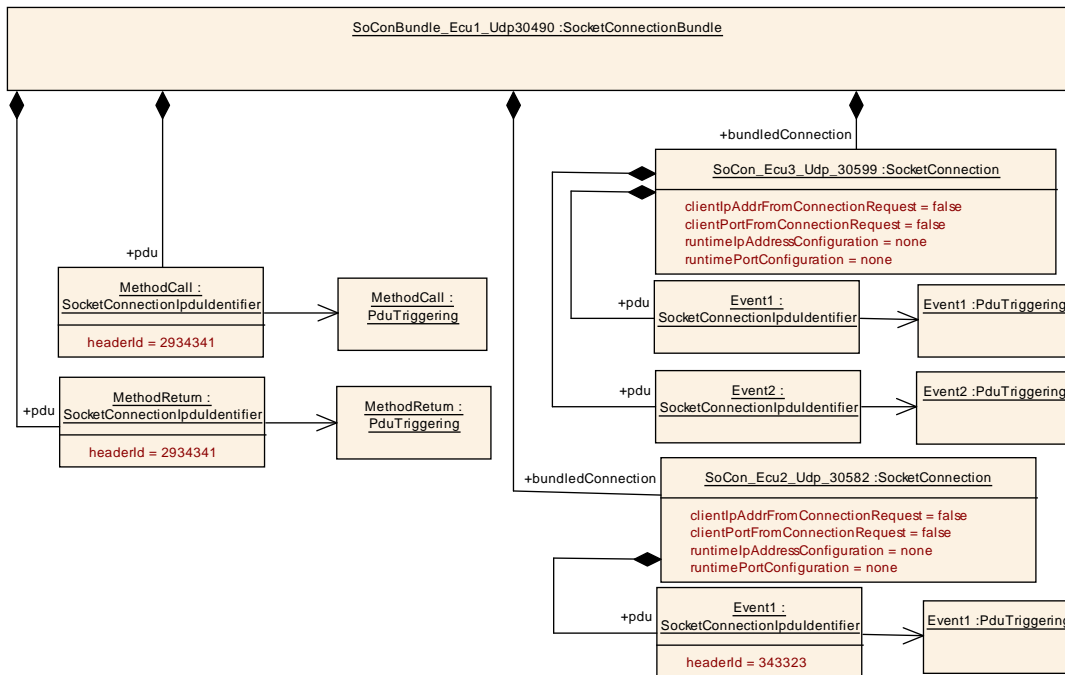 SoConBundle_Ecu1_Udp30490 :SocketConnectionBundle
+bundledConnection
SoCon_Ecu3_Udp_30599 :SocketConnection
clientIpAddrFromConnectionRequest = false
clientPortFromConnectionRequest = false
runtimeIpAddressConfiguration = none
runtimePortConfiguration = none
+pdu
MethodCall :
SocketConnectionIpduIdentifier
headerId = 2934341
MethodCall :
PduTriggering
+pdu
Event1 :
SocketConnectionIpduIdentifier
Event1 :PduTriggering
+pdu
MethodReturn :
SocketConnectionIpduIdentifier
headerId = 2934341
MethodReturn :
PduTriggering
+pdu
Event2 :
SocketConnectionIpduIdentifier
Event2 :PduTriggering
+bundledConnection
SoCon_Ecu2_Udp_30582 :SocketConnection
clientIpAddrFromConnectionRequest = false
clientPortFromConnectionRequest = false
runtimeIpAddressConfiguration = none
runtimePortConfiguration = none
+pdu
Event1 :
SocketConnectionIpduIdentifier
headerId = 343323
Event1 :PduTriggering